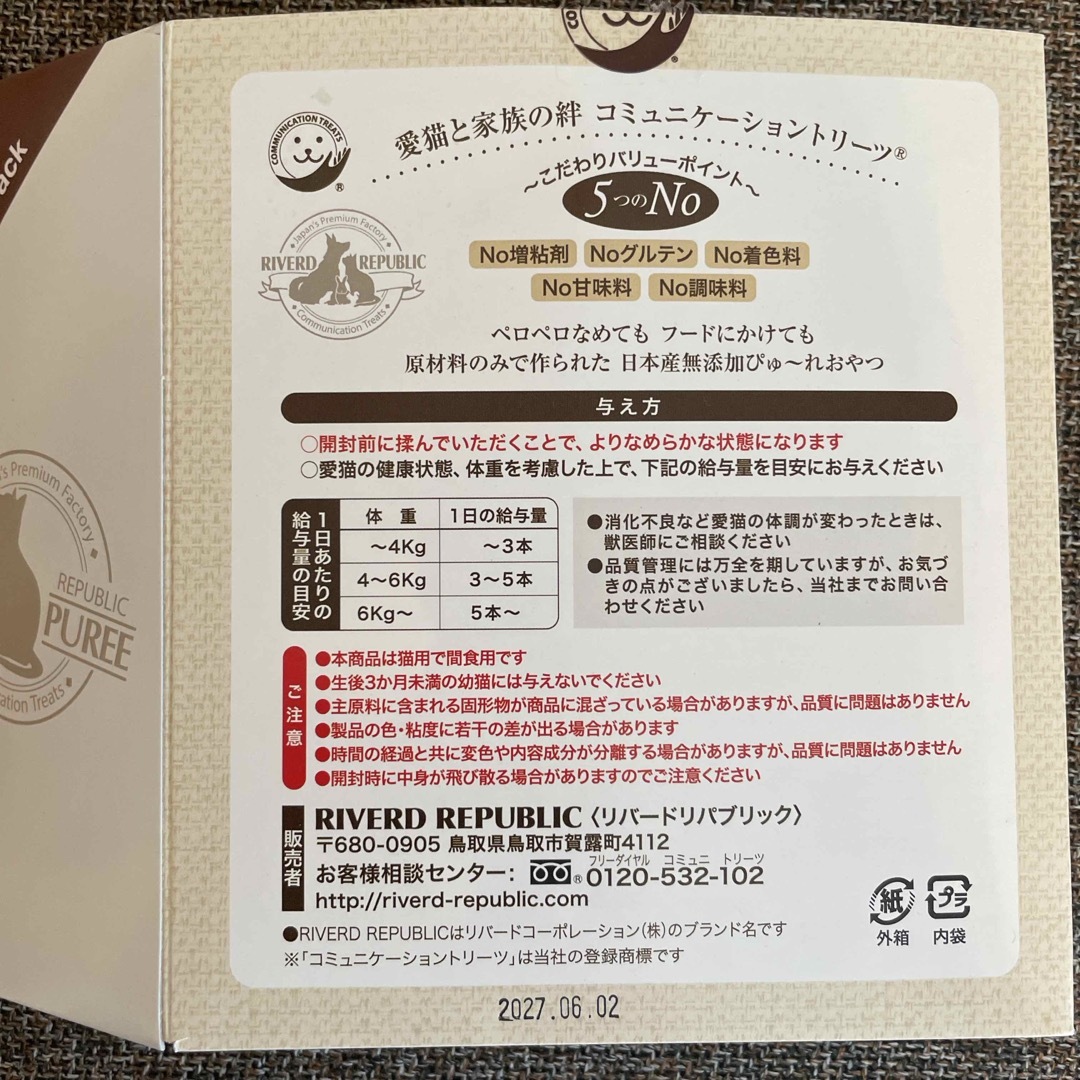 ack
COMMUNICATION TREATS
®
愛猫と家族の絆 コミュニケーショントリーツ®
〜こだわりバリューポイント〜
5つのNo
Japan's Premium Factory
RIVERD REPUBLIC
Communication Treats
No増粘剤 Noグルテン No着色料
No甘味料 No調味料
ペロペロなめても フードにかけても
原材料のみで作られた 日本産無添加ぴゅ〜れおやつ
与え方
○開封前に揉んでいただくことで、よりなめらかな状態になります
○愛猫の健康状態、体重を考慮した上で、下記の給与量を目安にお与えください
1日あたりの
給与量の目安
体重 1日の給与量
〜4Kg 〜3本
4〜6Kg 3〜5本
6Kg〜 5本〜
●消化不良など愛猫の体調が変わったときは、
獣医師にご相談ください
●品質管理には万全を期していますが、お気づ
きの点がございましたら、当社までお問い合
わせください
's Premium Factory
REPUBLIC
PUREE
cation Treats
ご注意
●本商品は猫用で間食用です
●生後3か月未満の幼猫には与えないでください
●主原料に含まれる固形物が商品に混ざっている場合がありますが、品質に問題はありません
●製品の色・粘度に若干の差が出る場合があります
●時間の経過と共に変色や内容成分が分離する場合がありますが、品質に問題はありません
●開封時に中身が飛び散る場合がありますのでご注意ください
販売者
RIVERD REPUBLIC〈リバードリパブリック〉
〒680-0905 鳥取県鳥取市賀露町4112
フリーダイヤル コミュニ トリーツ
お客様相談センター: ® 0120-532-102
http://riverd-republic.com
●RIVERD REPUBLICはリバードコーポレーション(株)のブランド名です
※「コミュニケーショントリーツ」は当社の登録商標です
紙 プラ
外箱 内袋
2027.06.02